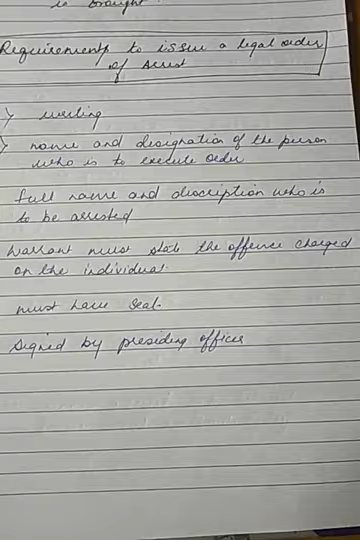 is brought
Requirements to issue a legal order
of Arrest
> writing
> name and designation of the person
who is to execute order
full name and description who is
to be arrested
warrant must state the offence charged
on the individual.
must have seal.
signed by presiding officer